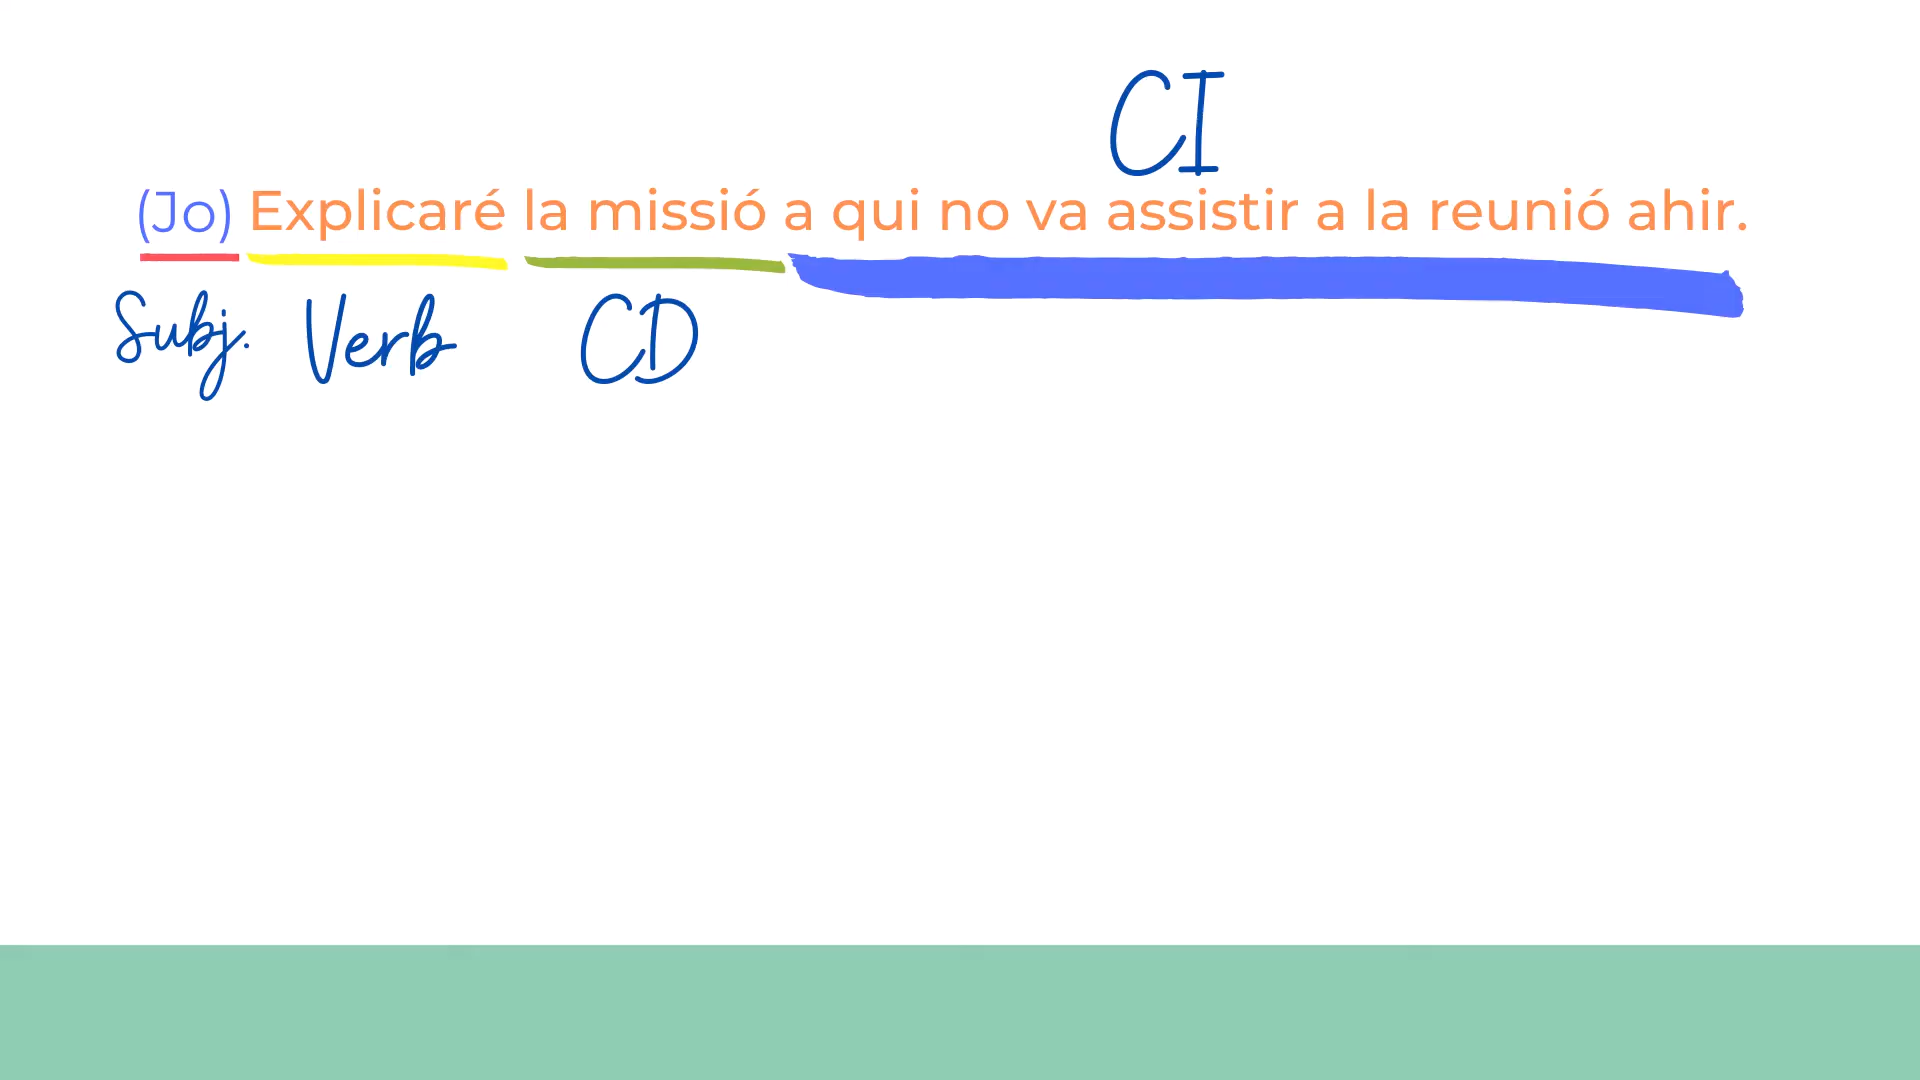 CI
(Jo) Explicaré la missió a qui no va assistir a la reunió ahir.
Subj. Verb CD